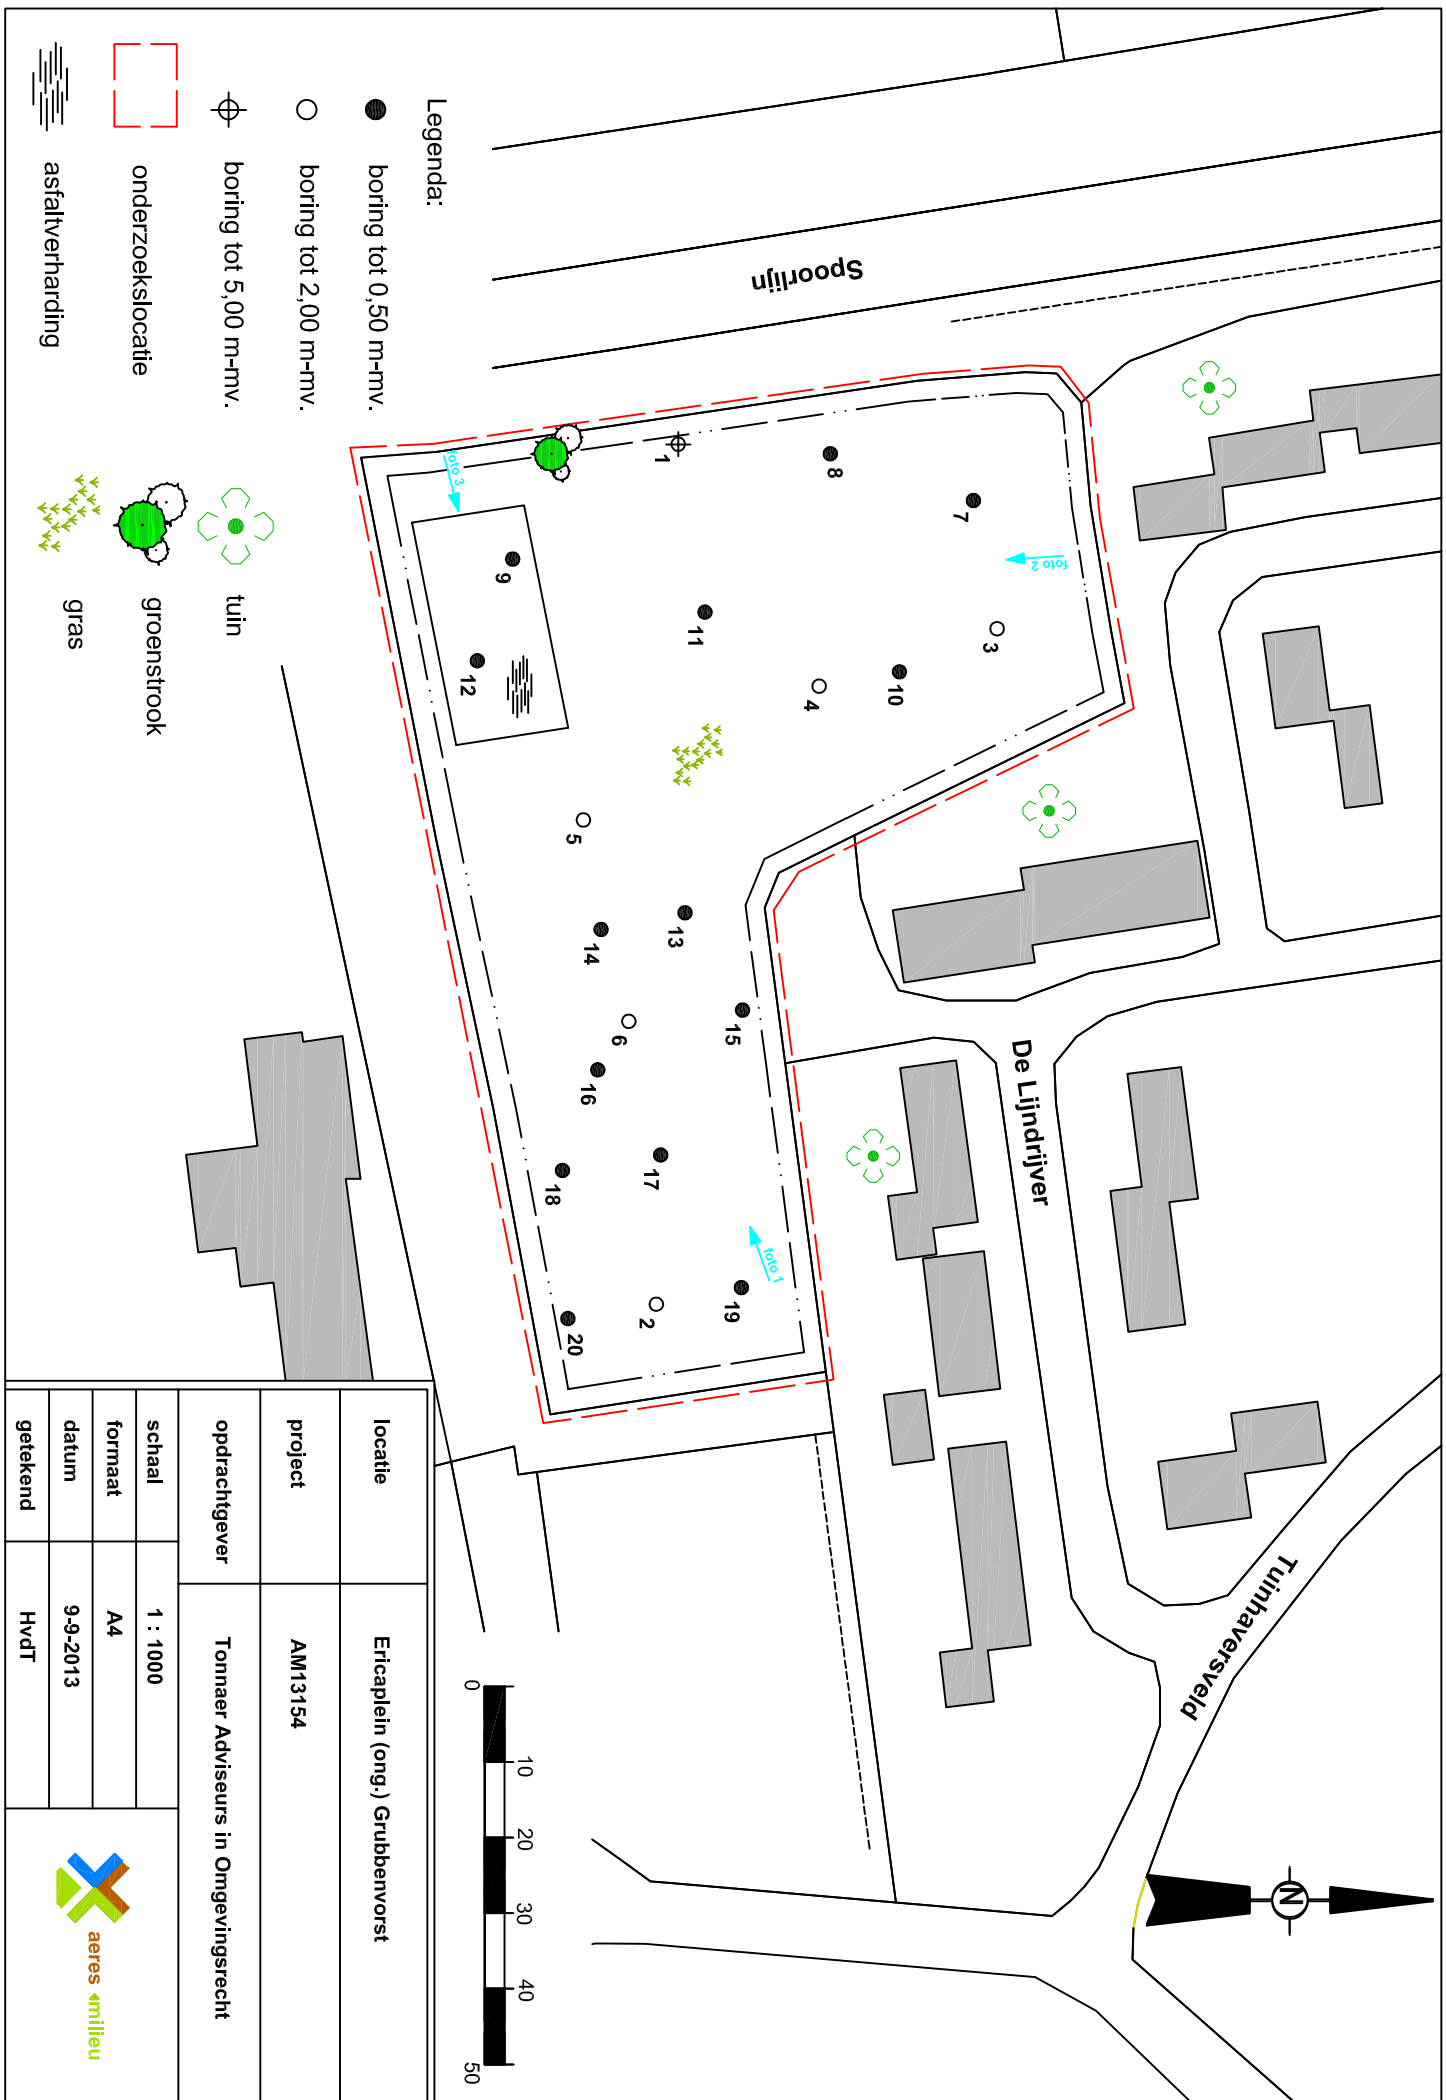 Spoorlijn
De Lijndrijver
Tuinhaversveld
N
foto 1
foto 2
foto 3
1
2
3
4
5
6
7
8
9
10
11
12
13
14
15
16
17
18
19
20
Legenda:
boring tot 0,50 m-mv.
boring tot 2,00 m-mv.
boring tot 5,00 m-mv.
onderzoekslocatie
asfaltverharding
tuin
groenstrook
gras
0 10 20 30 40 50
locatie Ericaplein (ong.) Grubbenvorst
project AM13154
opdrachtgever Tonnaer Adviseurs in Omgevingsrecht
schaal 1 : 1000
formaat A4
datum 9-9-2013
getekend HvdT
aeres milieu